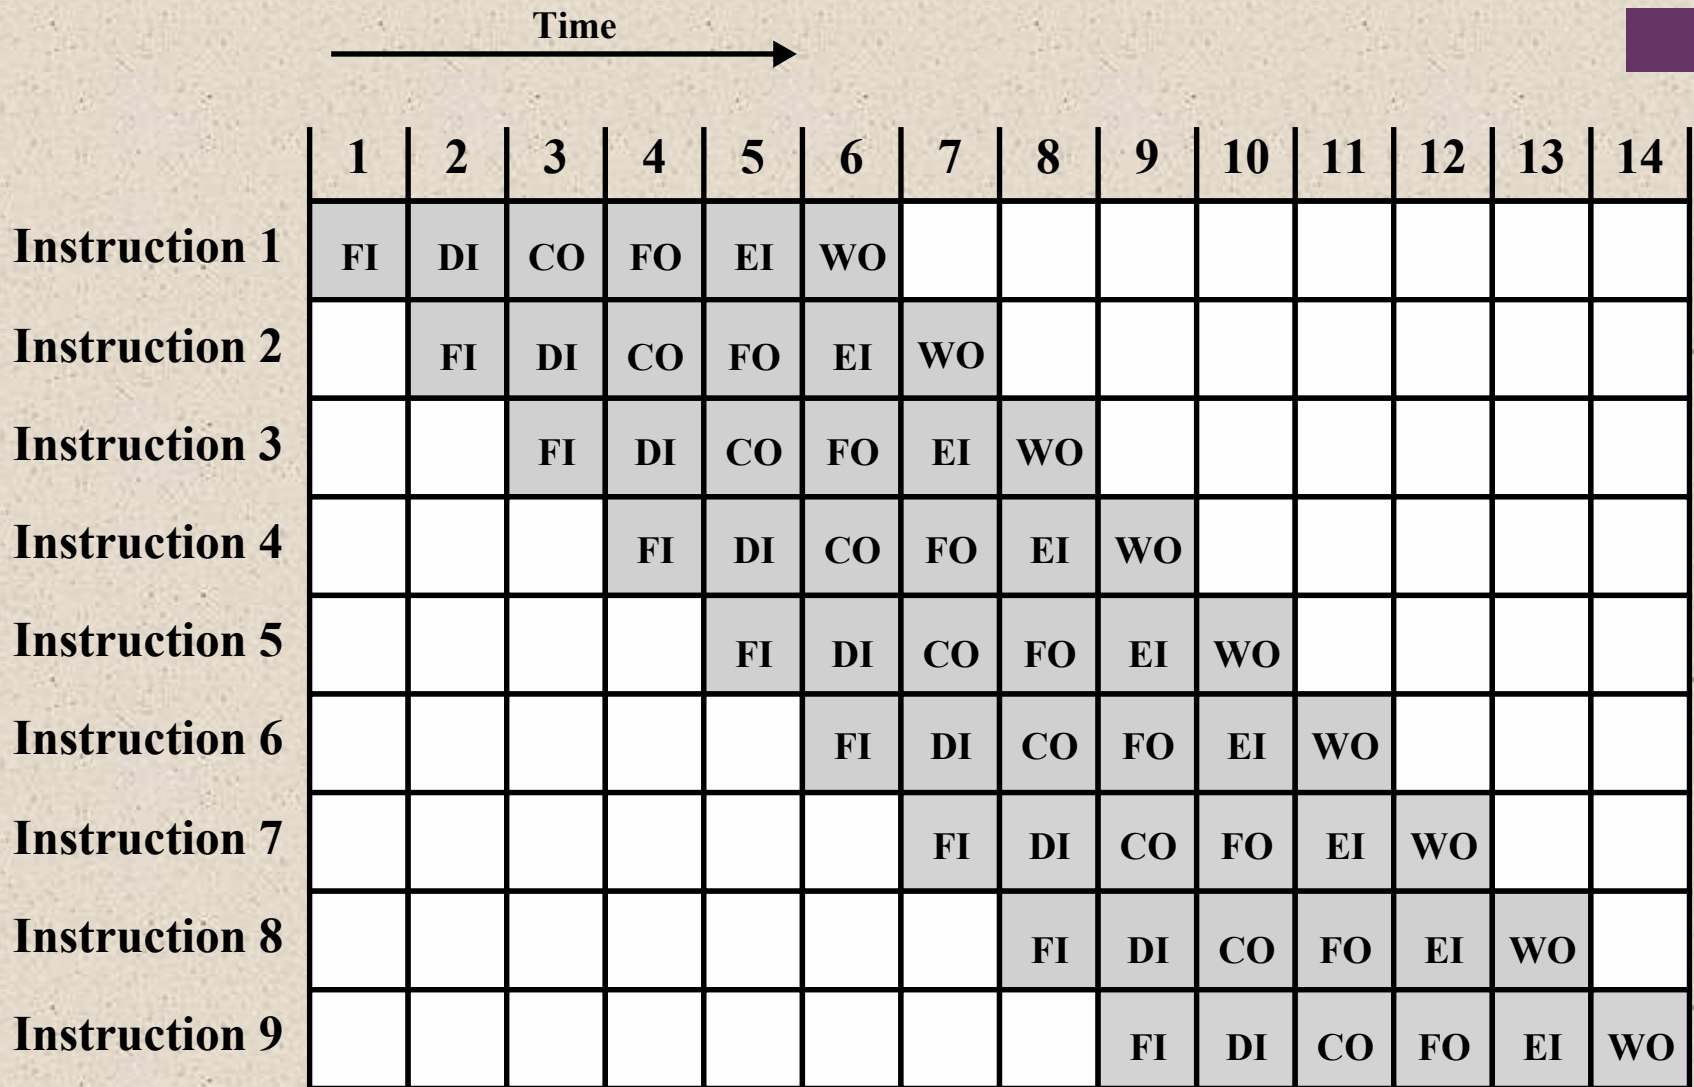 Time
1 2 3 4 5 6 7 8 9 10 11 12 13 14
Instruction 1 FI DI CO FO EI WO
Instruction 2 FI DI CO FO EI WO
Instruction 3 FI DI CO FO EI WO
Instruction 4 FI DI CO FO EI WO
Instruction 5 FI DI CO FO EI WO
Instruction 6 FI DI CO FO EI WO
Instruction 7 FI DI CO FO EI WO
Instruction 8 FI DI CO FO EI WO
Instruction 9 FI DI CO FO EI WO